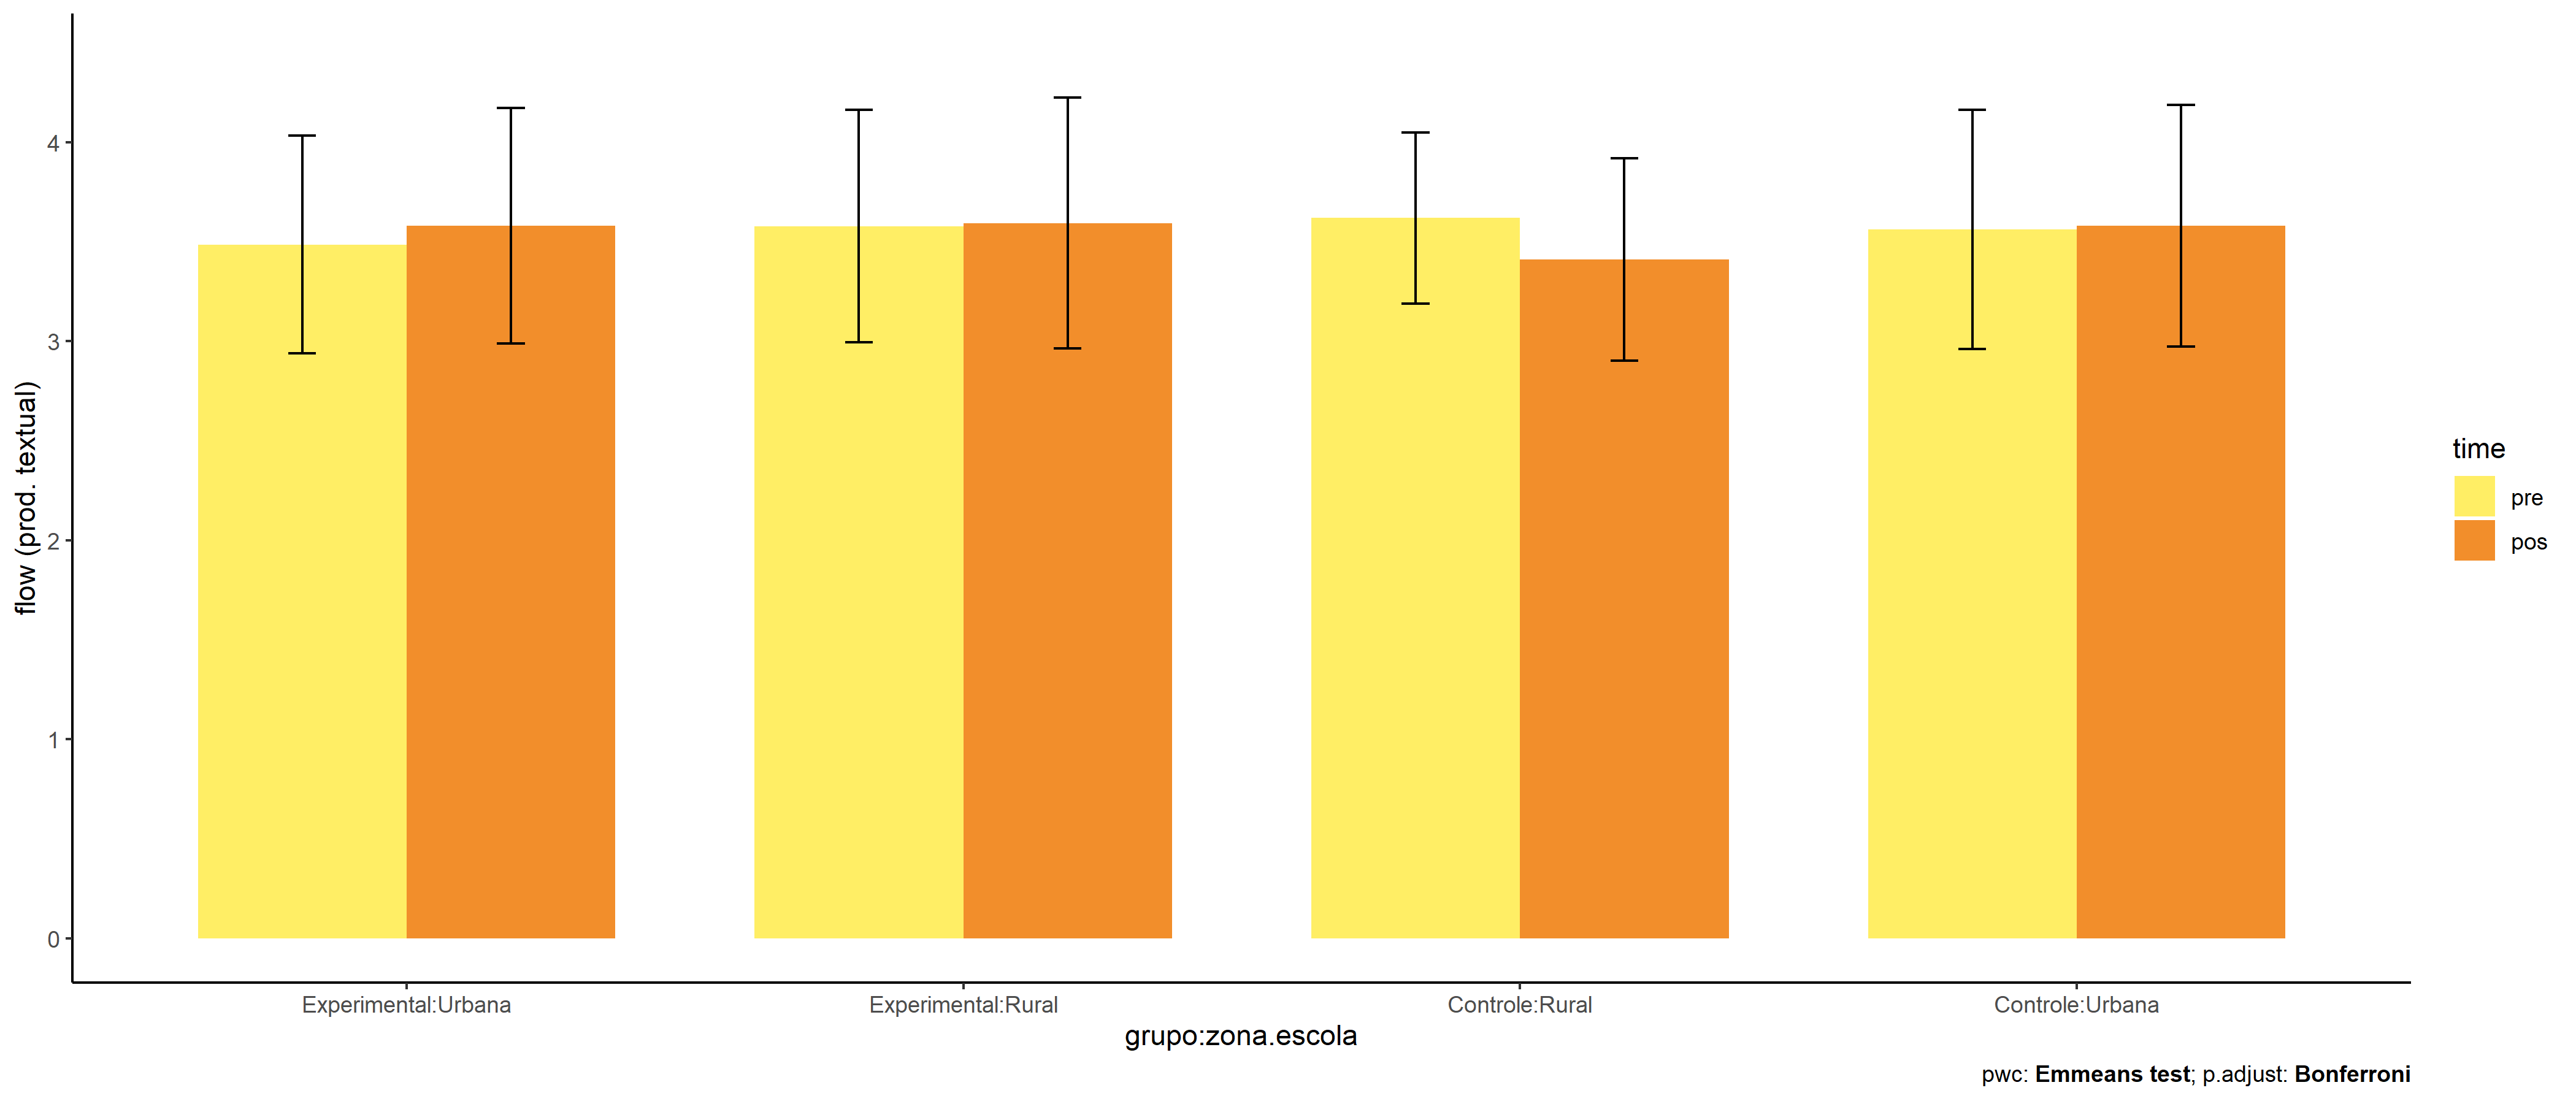 flow (prod. textual)
4
3
2
1
0
Experimental:Urbana
Experimental:Rural
Controle:Rural
Controle:Urbana
grupo:zona.escola
time
pre
pos
pwc: Emmeans test; p.adjust: Bonferroni